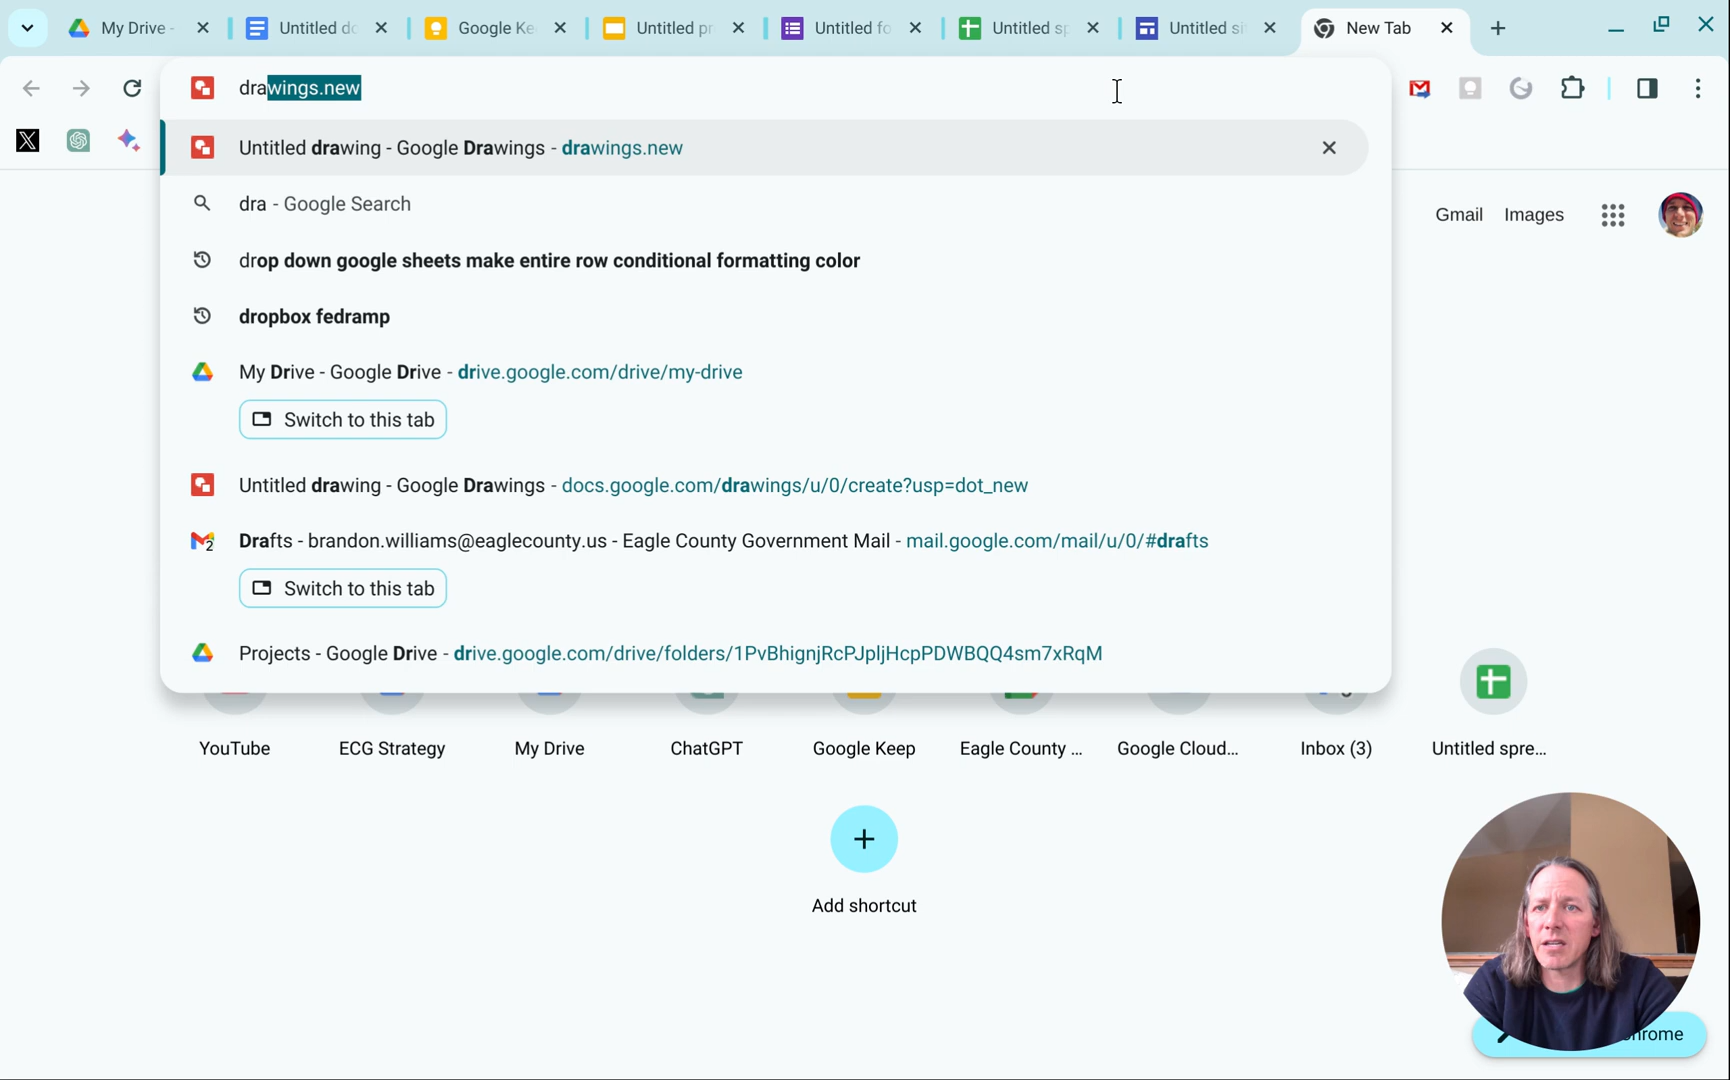 My Drive -
Untitled do
Google Ke
Untitled pr
Untitled fo
Untitled sp
Untitled si
New Tab
drawings.new
Untitled drawing - Google Drawings - drawings.new
dra - Google Search
drop down google sheets make entire row conditional formatting color
dropbox fedramp
My Drive - Google Drive - drive.google.com/drive/my-drive
Switch to this tab
Untitled drawing - Google Drawings - docs.google.com/drawings/u/0/create?usp=dot_new
2
Drafts - brandon.williams@eaglecounty.us - Eagle County Government Mail - mail.google.com/mail/u/0/#drafts
Switch to this tab
Projects - Google Drive - drive.google.com/drive/folders/1PvBhignjRcPJpljHcpPDWBQQ4sm7xRqM
Gmail
Images
YouTube
ECG Strategy
My Drive
ChatGPT
Google Keep
Eagle County ...
Google Cloud...
Inbox (3)
Untitled spre...
Add shortcut
hrome